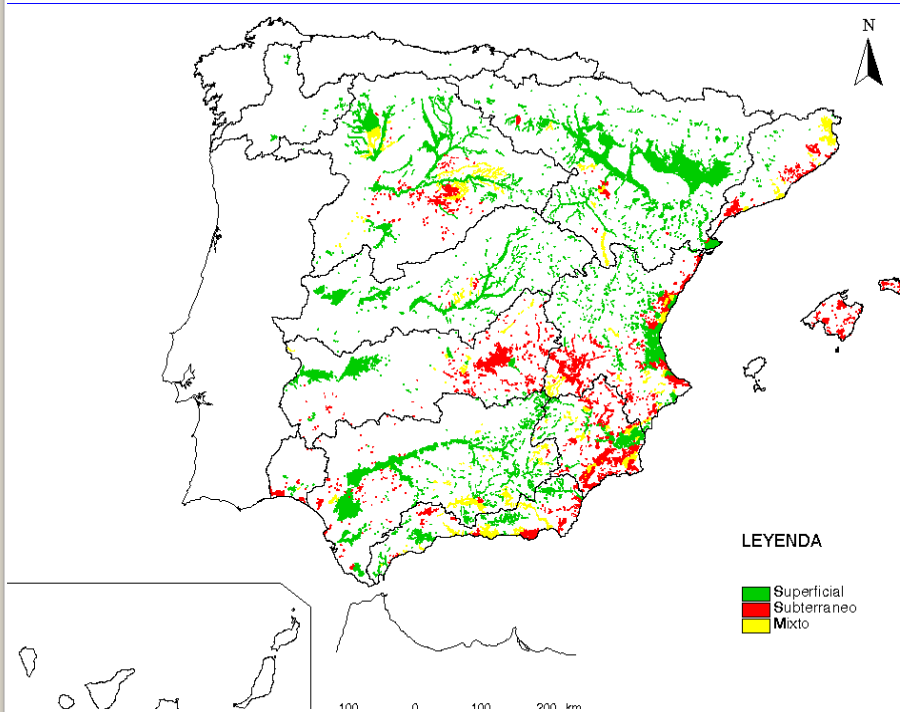 N
LEYENDA
Superficial
Subterraneo
Mixto
100 0 100 200 km